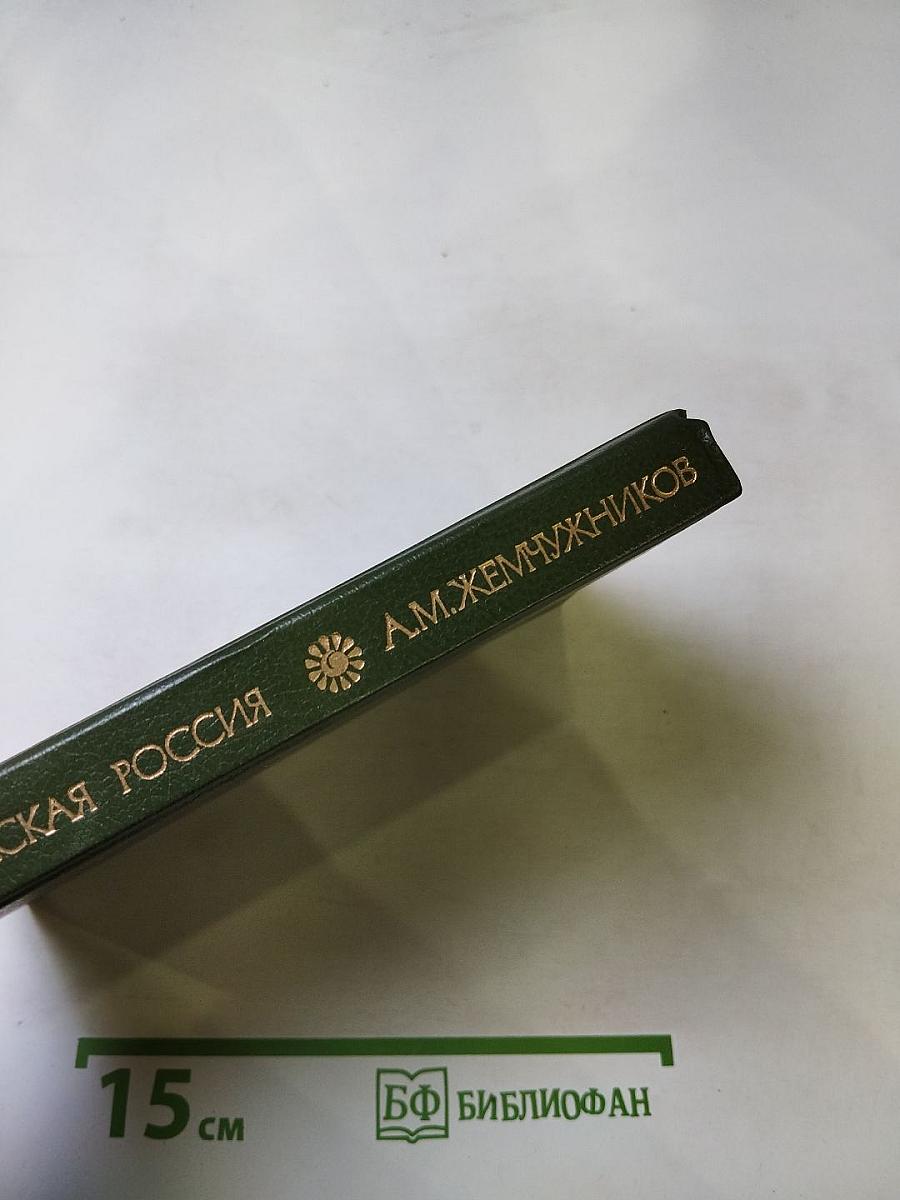 СКАЯ РОССИЯ А.М.ЖЕМЧУЖНИКОВ
15 см
БФ БИБЛИОФАН